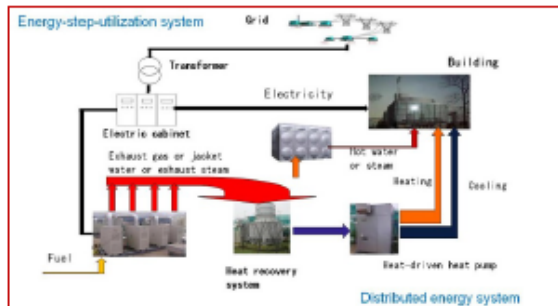 Energy-step-utilization system
Grid
Transformer
Building
Electricity
Electric cabinet
Exhaust gas or jacket
water or exhaust steam
Hot water
or steam
Heating
Cooling
Fuel
Heat recovery
system
Heat-driven heat pump
Distributed energy system